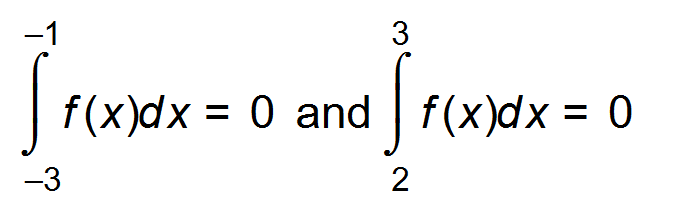 ∫_{–3}^{–1} f(x)dx = 0 and ∫_{2}^{3} f(x)dx = 0